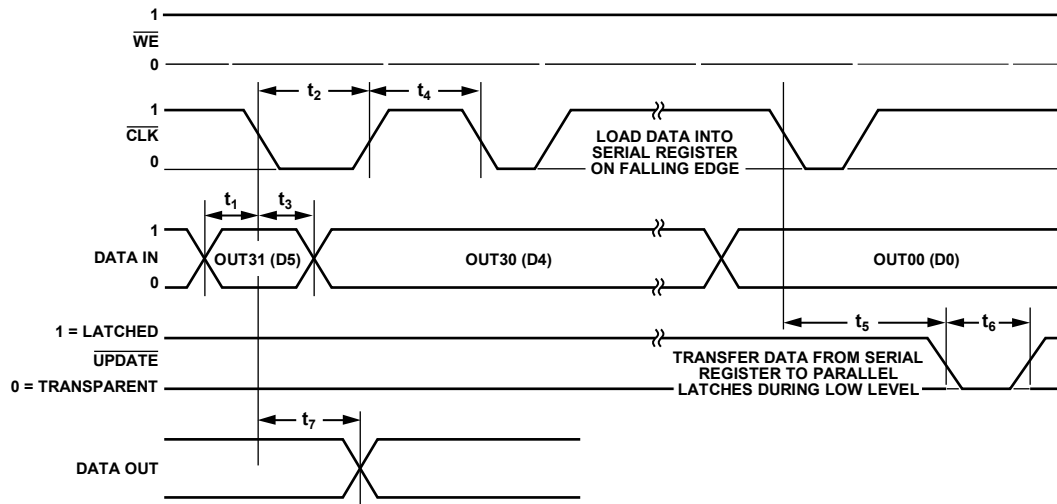 1
WE
0
t2
t4
1
CLK
0
LOAD DATA INTO
SERIAL REGISTER
ON FALLING EDGE
t1
t3
1
DATA IN
0
OUT31 (D5)
OUT30 (D4)
OUT00 (D0)
t5
t6
1 = LATCHED
UPDATE
0 = TRANSPARENT
TRANSFER DATA FROM SERIAL
REGISTER TO PARALLEL
LATCHES DURING LOW LEVEL
t7
DATA OUT